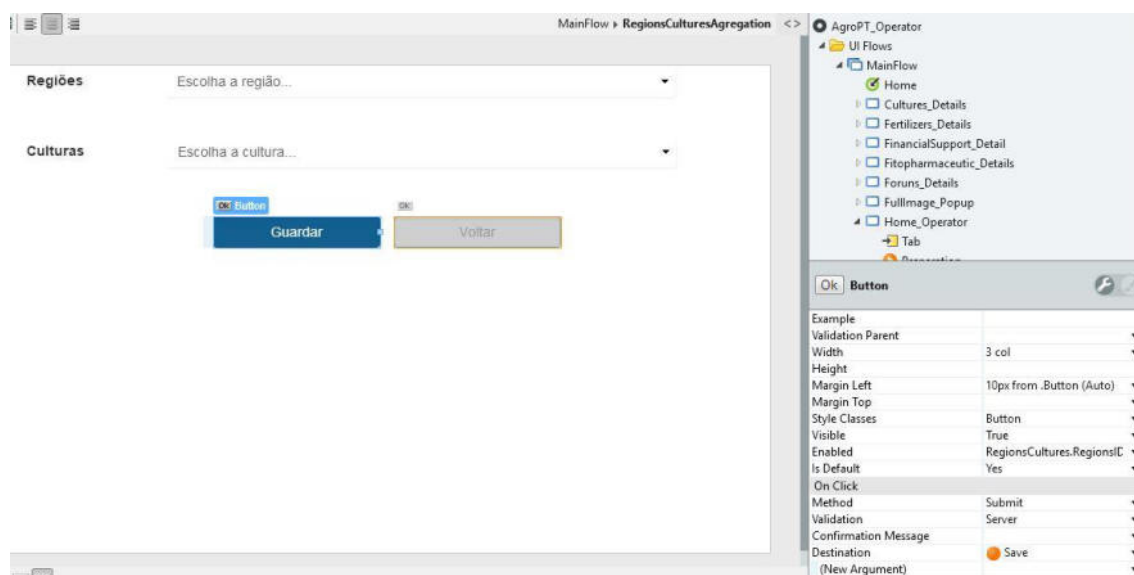 MainFlow ▸ RegionsCulturesAgregation <>
Regiões
Escolha a região...
Culturas
Escolha a cultura...
Ok Button
Ok
Guardar
Voltar
AgroPT_Operator
UI Flows
MainFlow
Home
Cultures_Details
Fertilizers_Details
FinancialSupport_Detail
Fitopharmaceutic_Details
Foruns_Details
FullImage_Popup
Home_Operator
Tab
Preparation
Ok Button
Example
Validation Parent
Width 3 col
Height
Margin Left 10px from .Button (Auto)
Margin Top
Style Classes Button
Visible True
Enabled RegionsCultures.RegionsID
Is Default Yes
On Click
Method Submit
Validation Server
Confirmation Message
Destination Save
(New Argument)